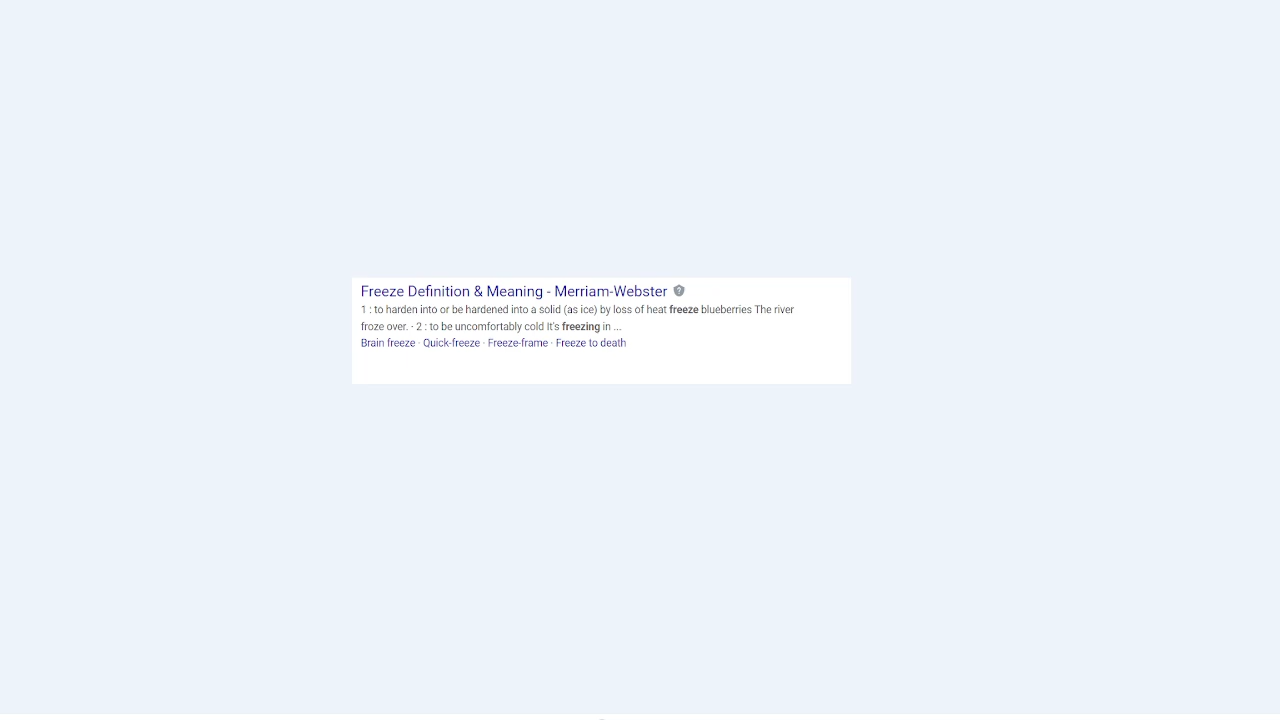 Freeze Definition & Meaning - Merriam-Webster
1 : to harden into or be hardened into a solid (as ice) by loss of heat freeze blueberries The river
froze over. · 2 : to be uncomfortably cold It's freezing in ...
Brain freeze · Quick-freeze · Freeze-frame · Freeze to death